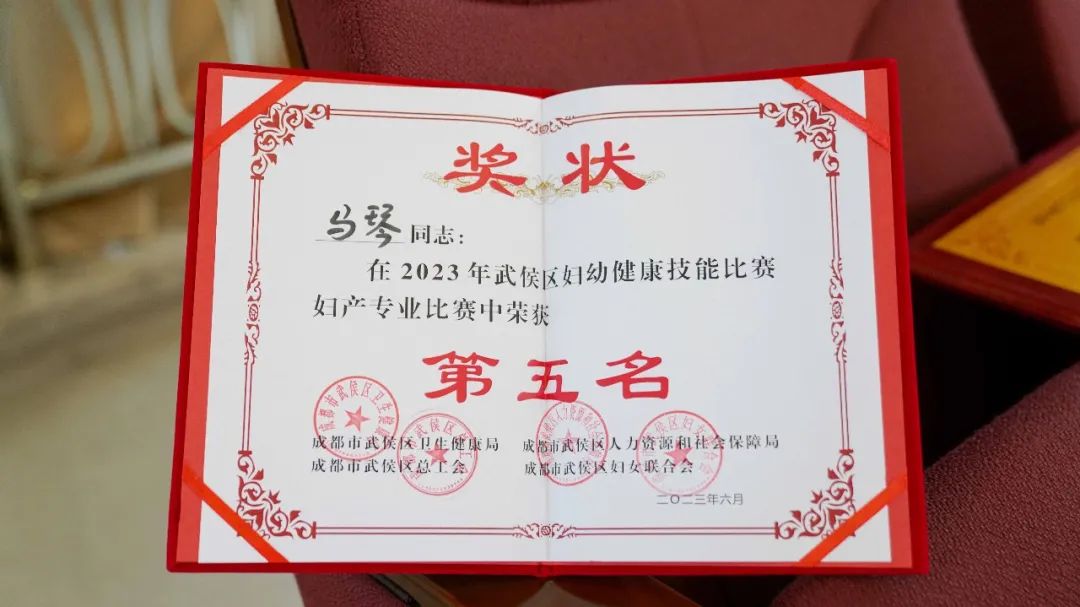 奖状
马琴同志:
在2023年武侯区妇幼健康技能比赛
妇产专业比赛中荣获
第五名
成都市武侯区卫生健康局 成都市武侯区人力资源和社会保障局
成都市武侯区总工会 成都市武侯区妇女联合会
二〇二三年六月